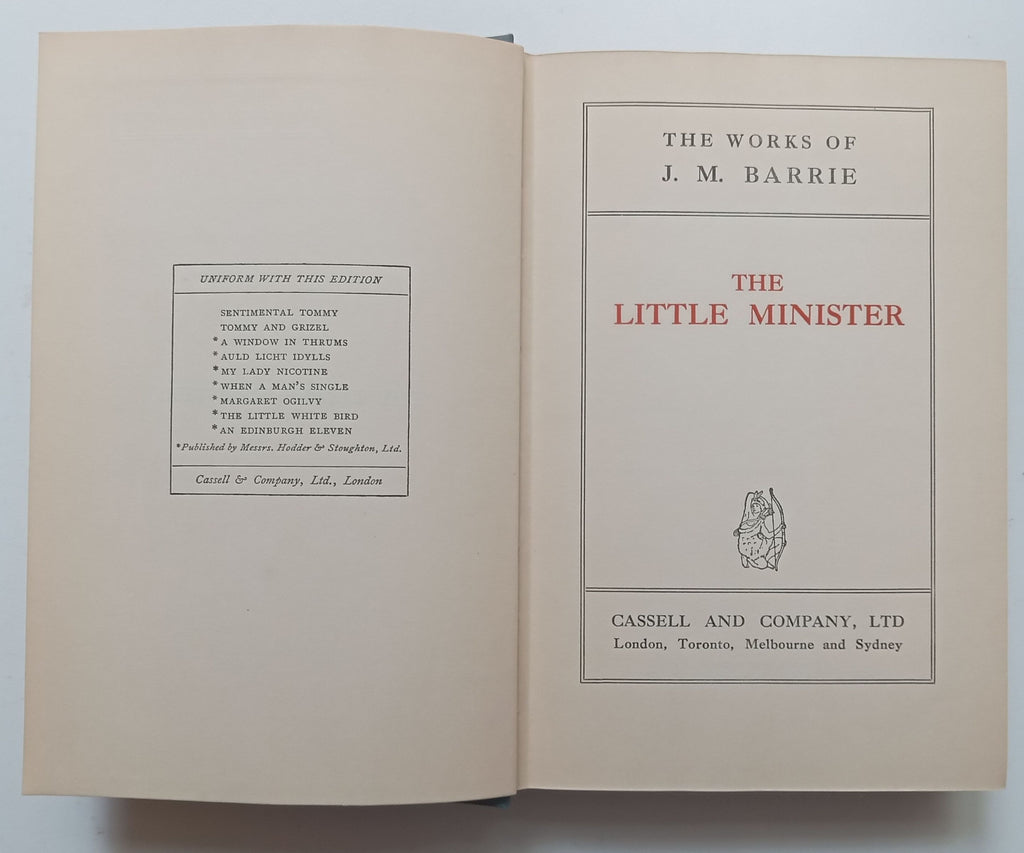 UNIFORM WITH THIS EDITION
SENTIMENTAL TOMMY
TOMMY AND GRIZEL
*A WINDOW IN THRUMS
*AULD LICHT IDYLLS
*MY LADY NICOTINE
*WHEN A MAN'S SINGLE
*MARGARET OGILVY
*THE LITTLE WHITE BIRD
*AN EDINBURGH ELEVEN
*Published by Messrs. Hodder & Stoughton, Ltd.
Cassell & Company, Ltd., London
THE WORKS OF
J. M. BARRIE
THE
LITTLE MINISTER
CASSELL AND COMPANY, LTD
London, Toronto, Melbourne and Sydney